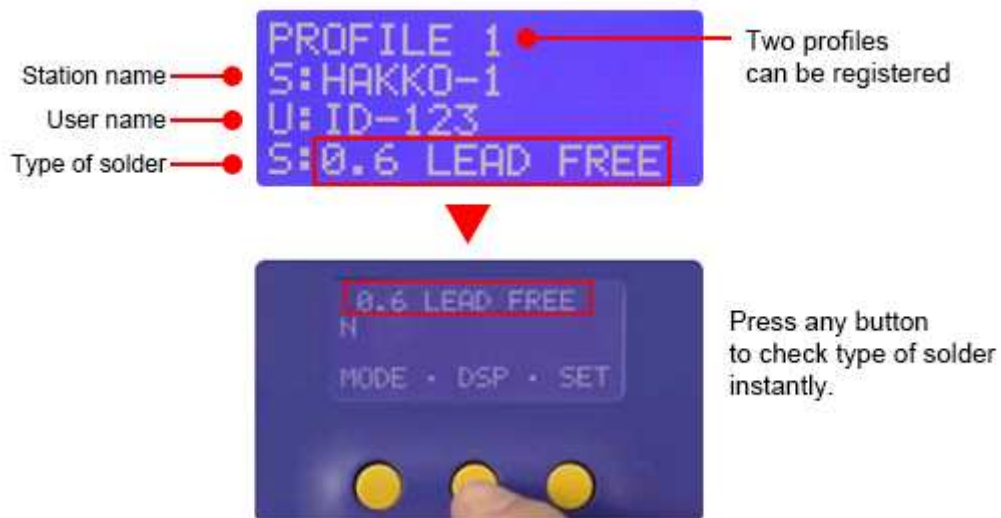 PROFILE 1
S:HAKKO-1
U:ID-123
S:0.6 LEAD FREE
Station name
User name
Type of solder
Two profiles
can be registered
0.6 LEAD FREE
N
MODE · DSP · SET
Press any button
to check type of solder
instantly.